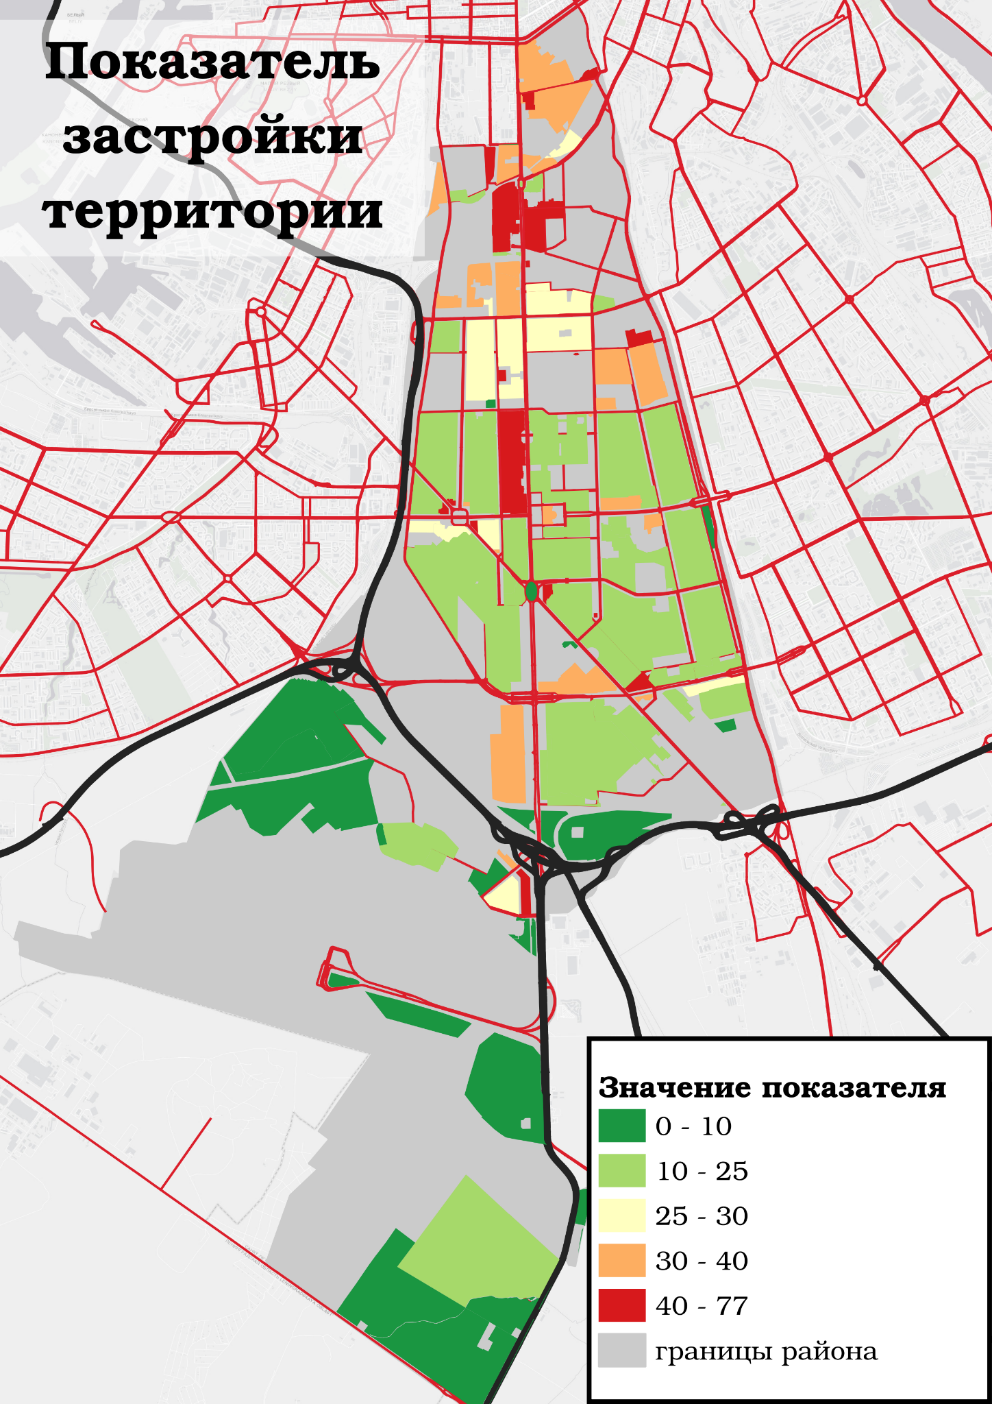 Показатель
застройки
территории
Значение показателя
0 - 10
10 - 25
25 - 30
30 - 40
40 - 77
границы района